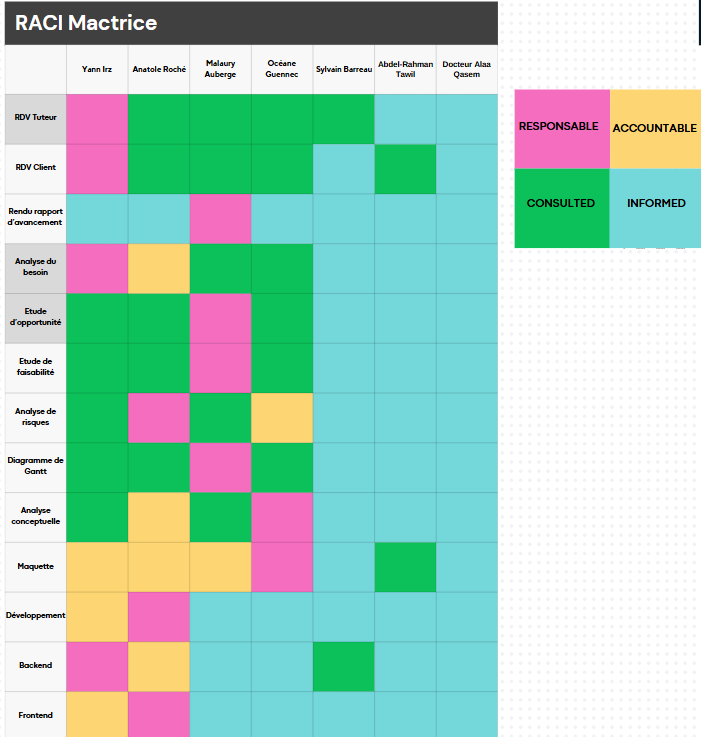 RACI Mactrice
Yann Irz
Anatole Roché
Malaury
Auberge
Océane
Guennec
Sylvain Barreau
Abdel-Rahman
Tawil
Docteur Alaa
Qasem
RDV Tuteur
RDV Client
Rendu rapport
d'avancement
Analyse du
besoin
Etude
d'opportunité
Etude de
faisabilité
Analyse de
risques
Diagramme de
Gantt
Analyse
conceptuelle
Maquette
Développement
Backend
Frontend
RESPONSABLE
ACCOUNTABLE
CONSULTED
INFORMED